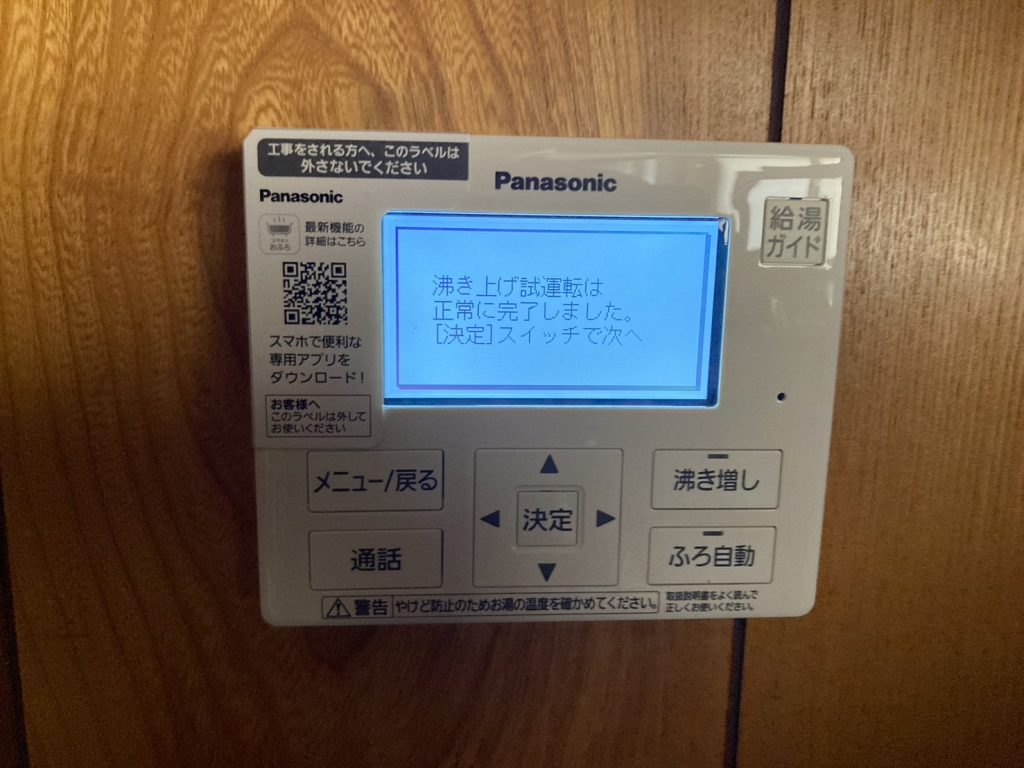 工事をされる方へ、このラベルは
外さないでください
Panasonic
最新機能の
詳細はこちら
おふろ
スマホで便利な
専用アプリを
ダウンロード!
お客様へ
このラベルは外して
お使いください
Panasonic
給湯
ガイド
沸き上げ試運転は
正常に完了しました。
[決定]スイッチで次へ
メニュー/戻る
通話
▲
◀ 決定 ▶
▼
沸き増し
ふろ自動
警告 やけど防止のためお湯の温度を確かめてください。
取扱説明書をよく読んで
正しくお使いください。